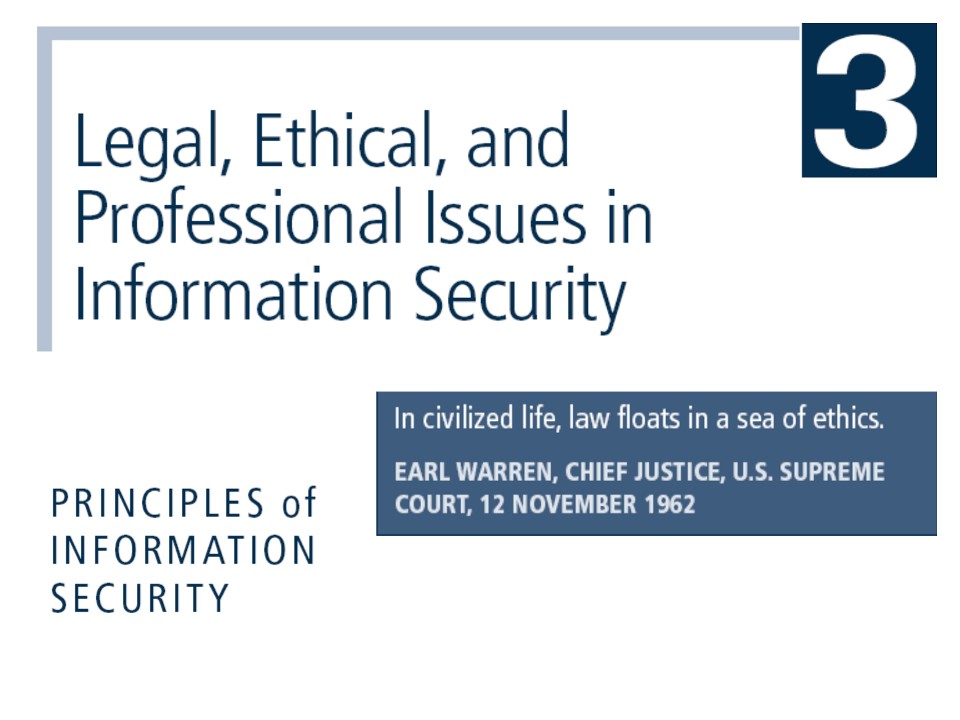 3
Legal, Ethical, and
Professional Issues in
Information Security
In civilized life, law floats in a sea of ethics.
EARL WARREN, CHIEF JUSTICE, U.S. SUPREME
COURT, 12 NOVEMBER 1962
PRINCIPLES of
INFORMATION
SECURITY